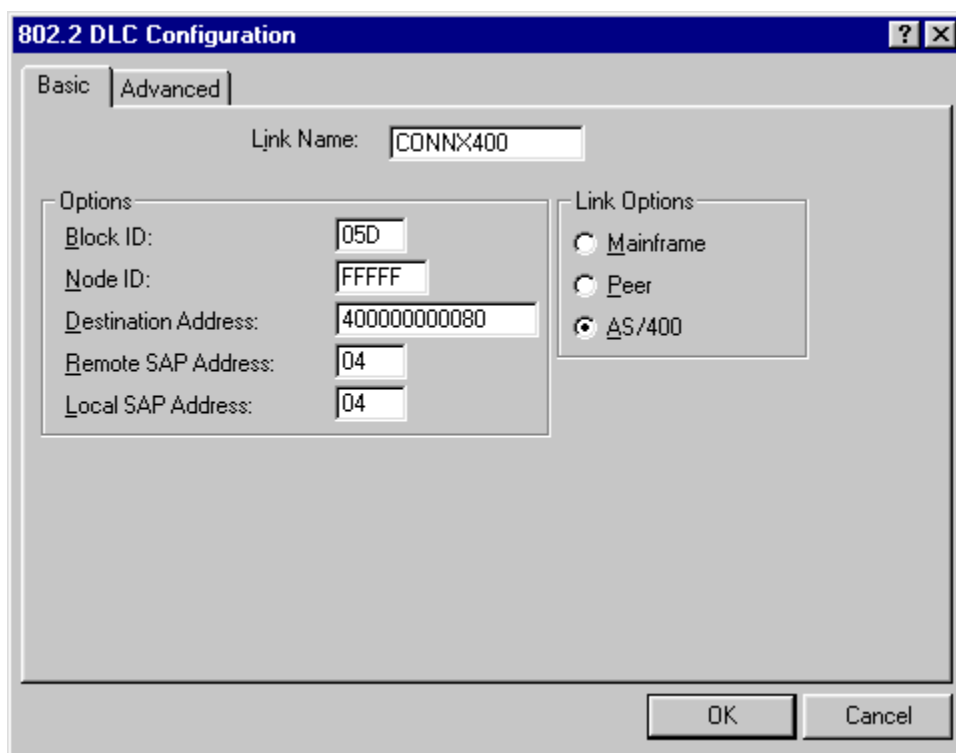 802.2 DLC Configuration
Basic
Advanced
Link Name: CONNX400
Options
Block ID: 05D
Node ID: FFFFF
Destination Address: 400000000080
Remote SAP Address: 04
Local SAP Address: 04
Link Options
Mainframe
Peer
AS/400
OK
Cancel